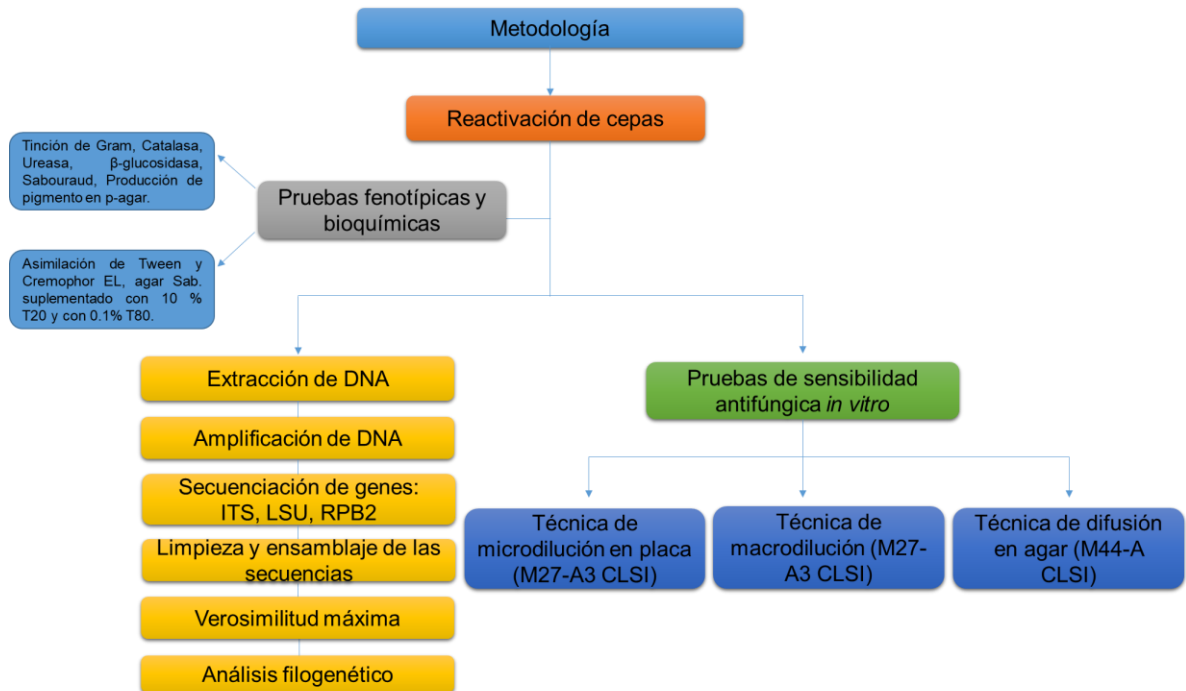 Metodología
Reactivación de cepas
Tinción de Gram, Catalasa,
Ureasa, β-glucosidasa,
Sabouraud, Producción de
pigmento en p-agar.
Pruebas fenotípicas y
bioquímicas
Asimilación de Tween y
Cremophor EL, agar Sab.
suplementado con 10 %
T20 y con 0.1% T80.
Extracción de DNA
Amplificación de DNA
Secuenciación de genes:
ITS, LSU, RPB2
Limpieza y ensamblaje de las
secuencias
Verosimilitud máxima
Análisis filogenético
Pruebas de sensibilidad
antifúngica in vitro
Técnica de
microdilución en placa
(M27-A3 CLSI)
Técnica de
macrodilución (M27-
A3 CLSI)
Técnica de difusión
en agar (M44-A
CLSI)